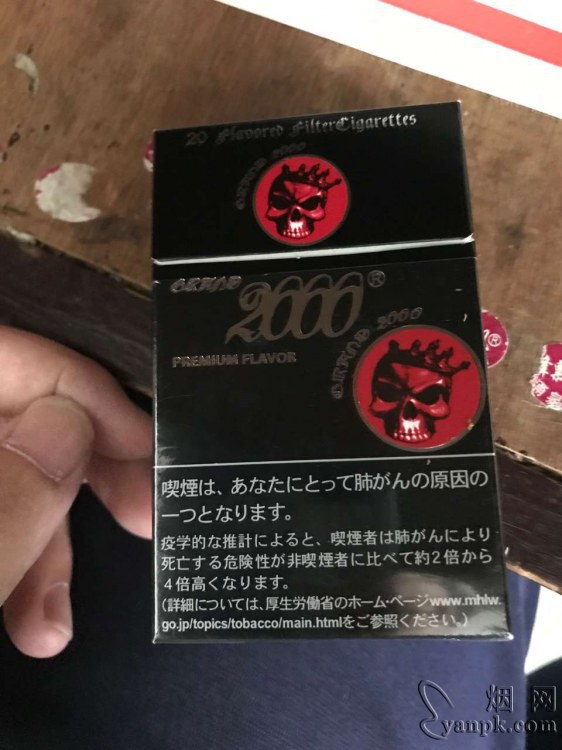 20 Flavored FilterCigarettes
GRAND 2000
GRAND
2000®
PREMIUM FLAVOR
GRAND 2000
喫煙は、あなたにとって肺がんの原因の
一つとなります。
疫学的な推計によると、喫煙者は肺がんにより
死亡する危険性が非喫煙者に比べて約2倍から
4倍高くなります。
(詳細については、厚生労働省のホーム・ページwww.mhlw.
go.jp/topics/tobacco/main.htmlをご参照ください。)
烟网
yanpk.com